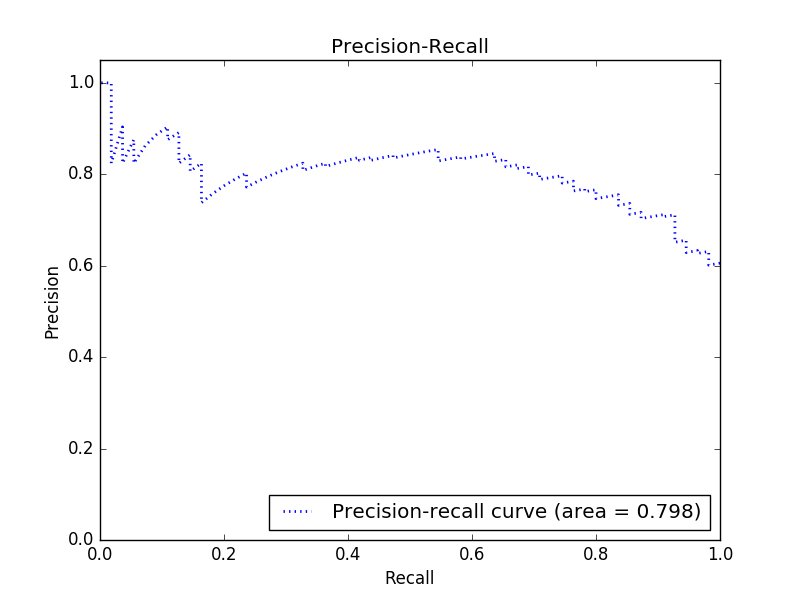 Precision-Recall
1.0
0.8
0.6
0.4
0.2
0.0
Precision
0.0 0.2 0.4 0.6 0.8 1.0
Recall
Precision-recall curve (area = 0.798)